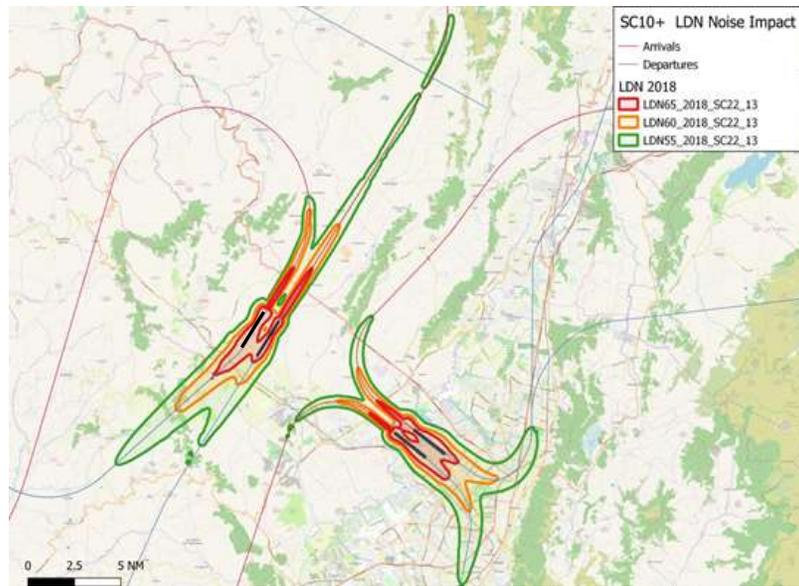 SC10+ LDN Noise Impact
Arrivals
Departures
LDN 2018
LDN65_2018_SC22_13
LDN60_2018_SC22_13
LDN55_2018_SC22_13
0 2.5 5 NM